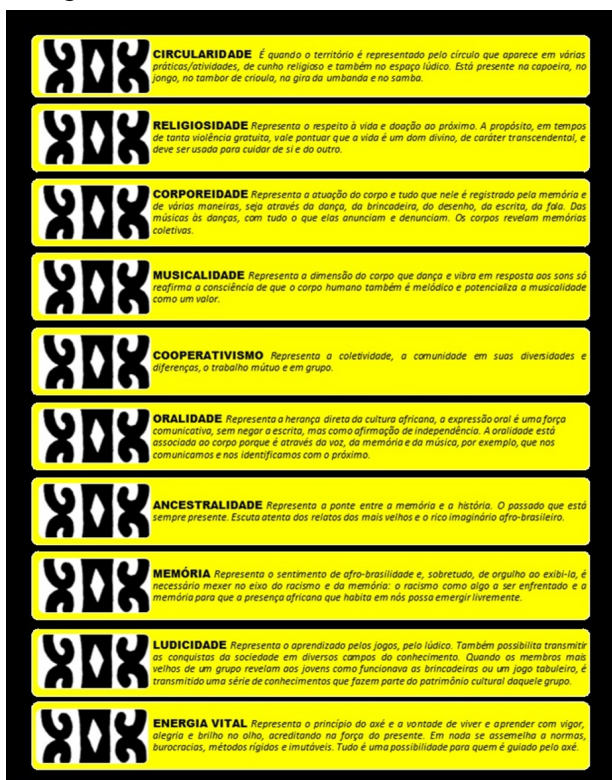 CIRCULARIDADE É quando o território é representado pelo círculo que aparece em várias
práticas/atividades, de cunho religioso e também no espaço lúdico. Está presente na capoeira, no
jongo, no tambor de crioula, na gira da umbanda e no samba.
RELIGIOSIDADE Representa o respeito à vida e doação ao próximo. A propósito, em tempos
de tanta violência gratuita, vale pontuar que a vida é um dom divino, de caráter transcendental, e
deve ser usada para cuidar de si e do outro.
CORPOREIDADE Representa a atuação do corpo e tudo que nele é registrado pela memória e
de várias maneiras, seja através da dança, da brincadeira, do desenho, da escrita, da fala. Das
músicas às danças, com tudo o que elas anunciam e denunciam. Os corpos revelam memórias
coletivas.
MUSICALIDADE Representa a dimensão do corpo que dança e vibra em resposta aos sons só
reafirma a consciência de que o corpo humano também é melódico e potencializa a musicalidade
como um valor.
COOPERATIVISMO Representa a coletividade, a comunidade em suas diversidades e
diferenças, o trabalho mútuo e em grupo.
ORALIDADE Representa a herança direta da cultura africana, a expressão oral é uma força
comunicativa, sem negar a escrita, mas como afirmação de independência. A oralidade está
associada ao corpo porque é através da voz, da memória e da música, por exemplo, que nos
comunicamos e nos identificamos com o próximo.
ANCESTRALIDADE Representa a ponte entre a memória e a história. O passado que está
sempre presente. Escuta atenta dos relatos dos mais velhos e o rico imaginário afro-brasileiro.
MEMÓRIA Representa o sentimento de afro-brasilidade e, sobretudo, de orgulho ao exibi-la, é
necessário mexer no eixo do racismo e da memória: o racismo como algo a ser enfrentado e a
memória para que a presença africana que habita em nós possa emergir livremente.
LUDICIDADE Representa o aprendizado pelos jogos, pelo lúdico. Também possibilita transmitir
as conquistas da sociedade em diversos campos do conhecimento. Quando os membros mais
velhos de um grupo revelam aos jovens como funcionava as brincadeiras ou um jogo tabuleiro, é
transmitido uma série de conhecimentos que fazem parte do patrimônio cultural daquele grupo.
ENERGIA VITAL Representa o princípio do axé e a vontade de viver e aprender com vigor,
alegria e brilho no olho, acreditando na força do presente. Em nada se assemelha a normas,
burocracias, métodos rígidos e imutáveis. Tudo é uma possibilidade para quem é guiado pelo axé.